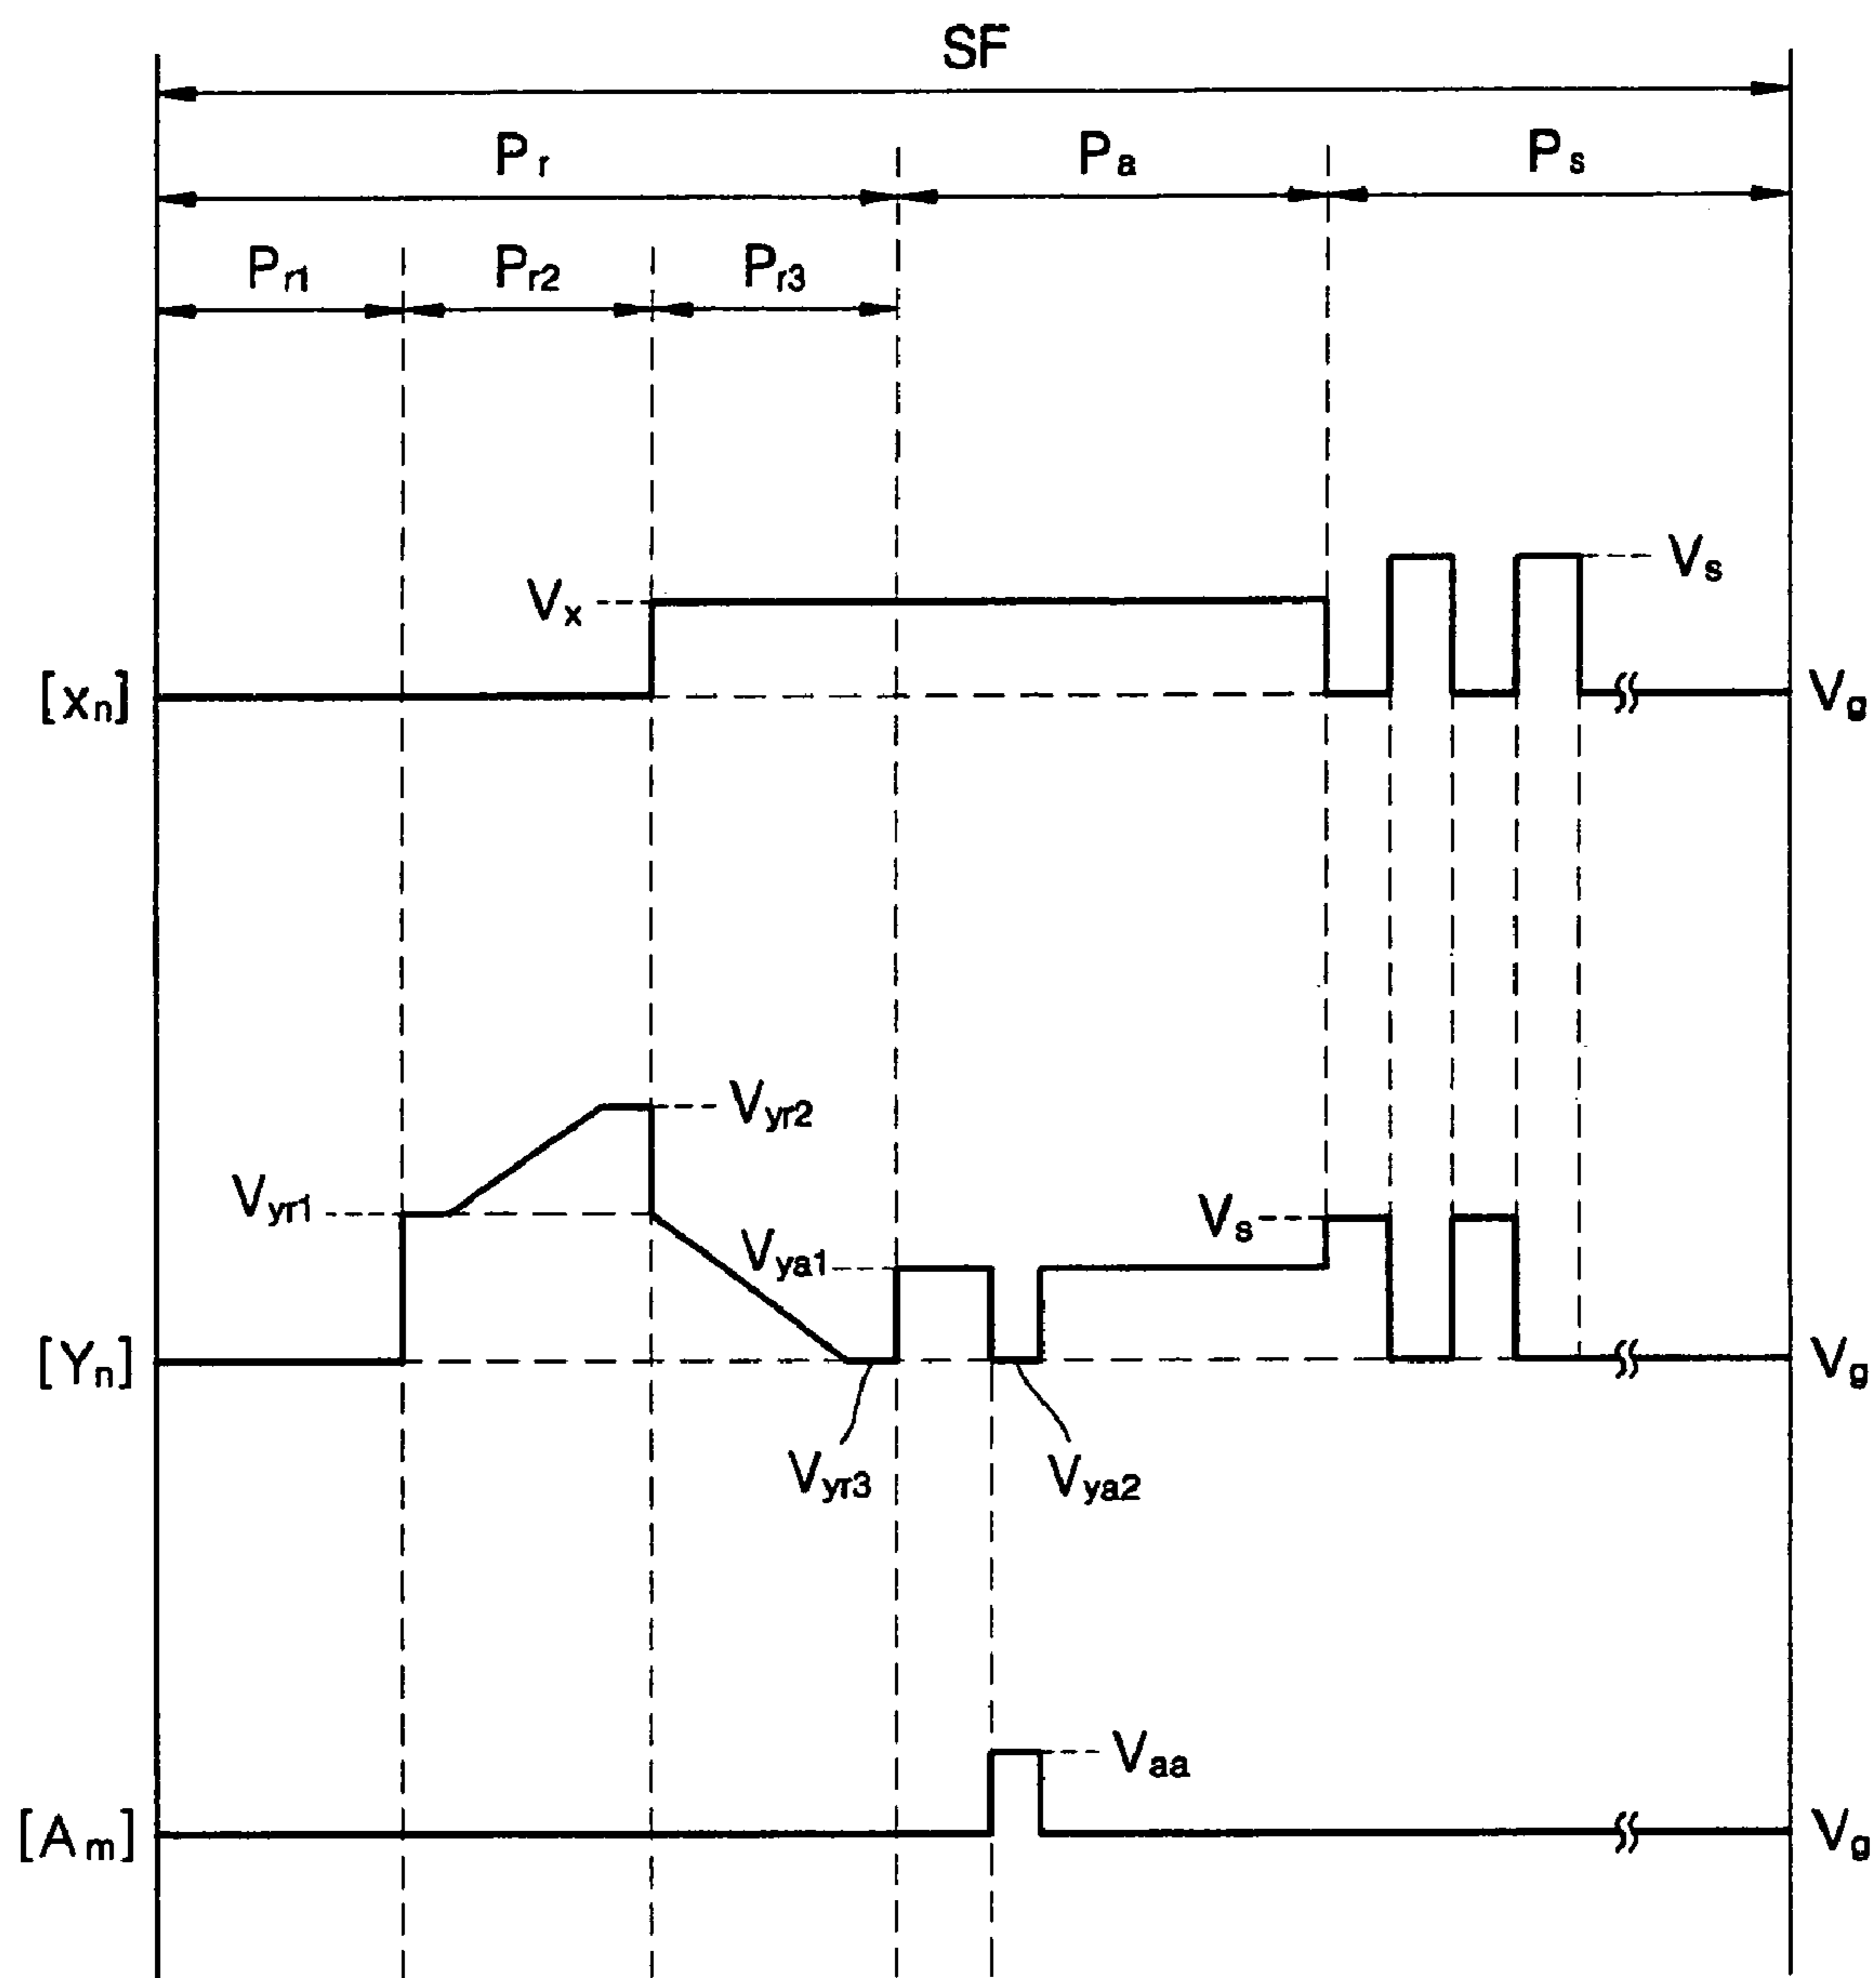 SF
Pr Pa Ps
Pr1 Pr2 Pr3
Vs
Vx
[Xn] Vg
Vyr2
Vyr1 Vs
Vya1
[Yn] Vg
Vyr3 Vya2
Vaa
[Am] Vg